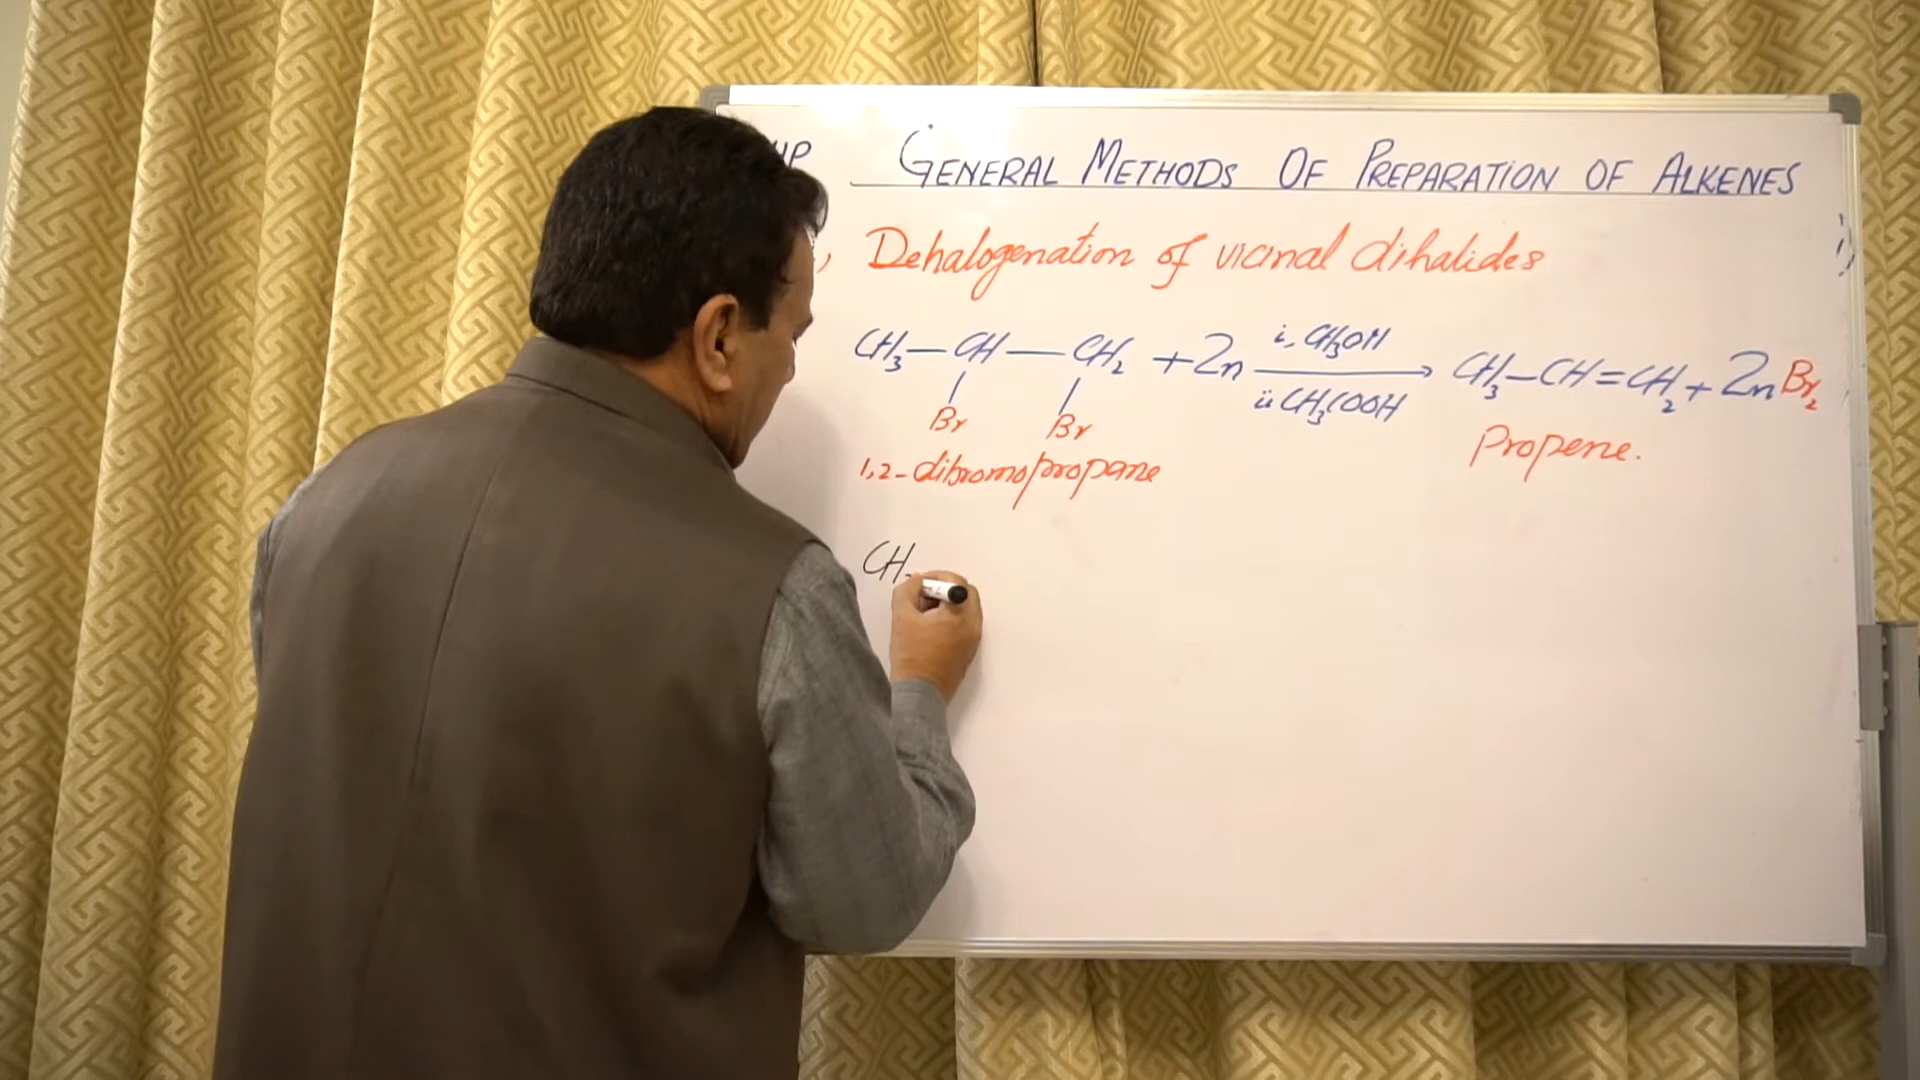 GENERAL METHODS OF PREPARATION OF ALKENES
Dehalogenation of vicinal dihalides
CH₃—CH—CH₂ + Zn i, CH₃OH ii CH₃COOH → CH₃—CH=CH₂ + ZnBr₂
Br Br
1,2-dibromopropane Propene.
CH